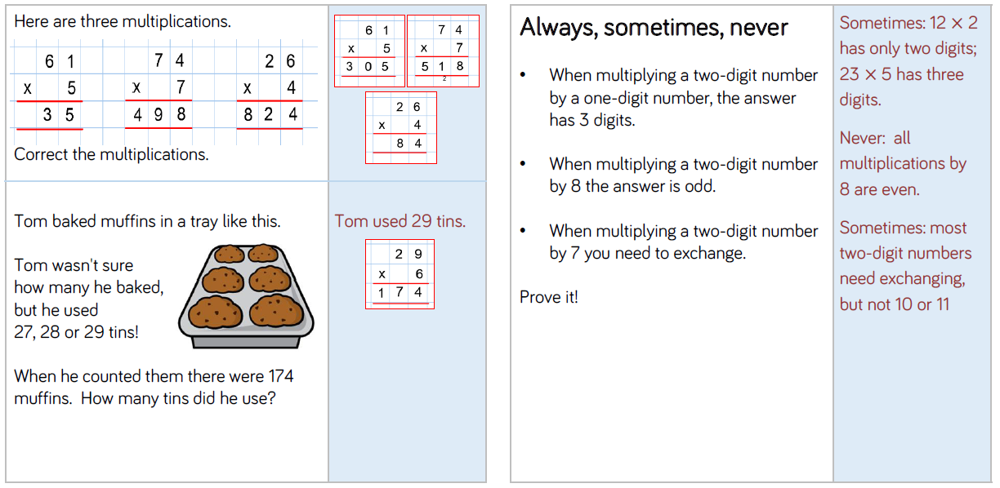 Here are three multiplications.
6 1
x 5
3 5
7 4
x 7
4 9 8
2 6
x 4
8 2 4
Correct the multiplications.
6 1
x 5
3 0 5
7 4
x 7
5 1 8
2
2 6
x 4
8 4
Tom baked muffins in a tray like this.
Tom wasn't sure
how many he baked,
but he used
27, 28 or 29 tins!
When he counted them there were 174
muffins. How many tins did he use?
Tom used 29 tins.
2 9
x 6
1 7 4
Always, sometimes, never
• When multiplying a two-digit number
by a one-digit number, the answer
has 3 digits.
• When multiplying a two-digit number
by 8 the answer is odd.
• When multiplying a two-digit number
by 7 you need to exchange.
Prove it!
Sometimes: 12 × 2
has only two digits;
23 × 5 has three
digits.
Never: all
multiplications by
8 are even.
Sometimes: most
two-digit numbers
need exchanging,
but not 10 or 11